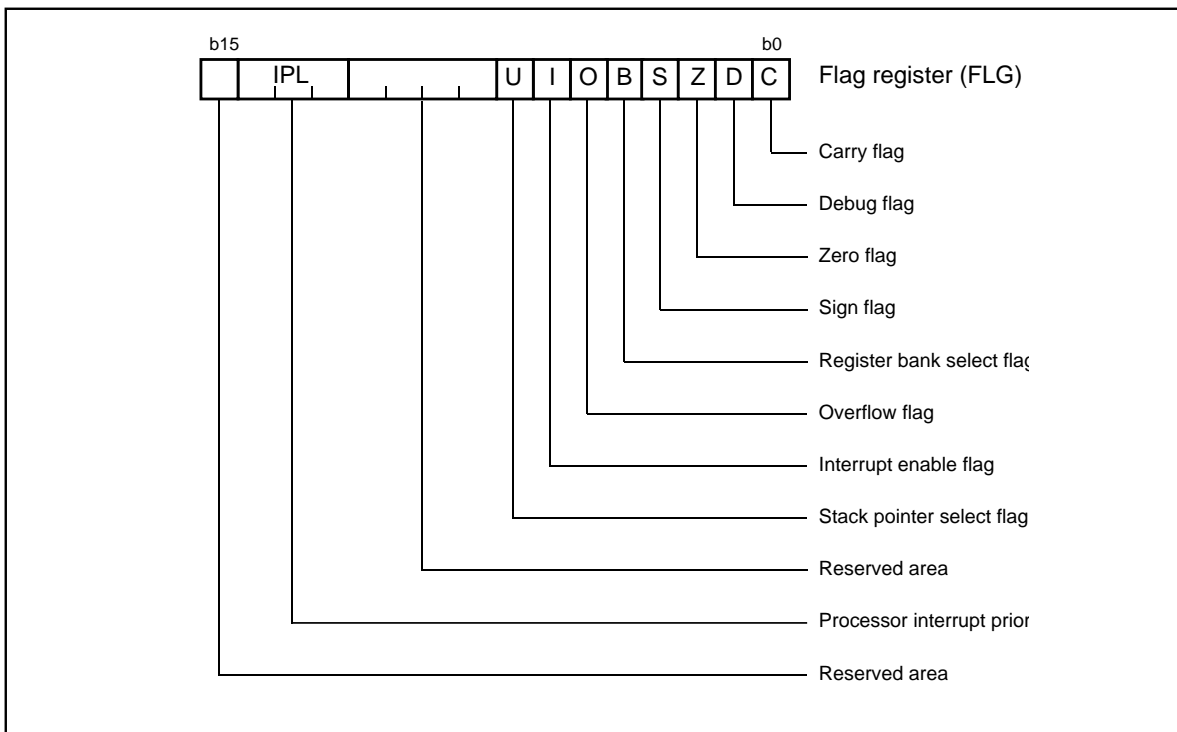 b15 b0
IPL U I O B S Z D C Flag register (FLG)
Carry flag
Debug flag
Zero flag
Sign flag
Register bank select flag
Overflow flag
Interrupt enable flag
Stack pointer select flag
Reserved area
Processor interrupt prior
Reserved area